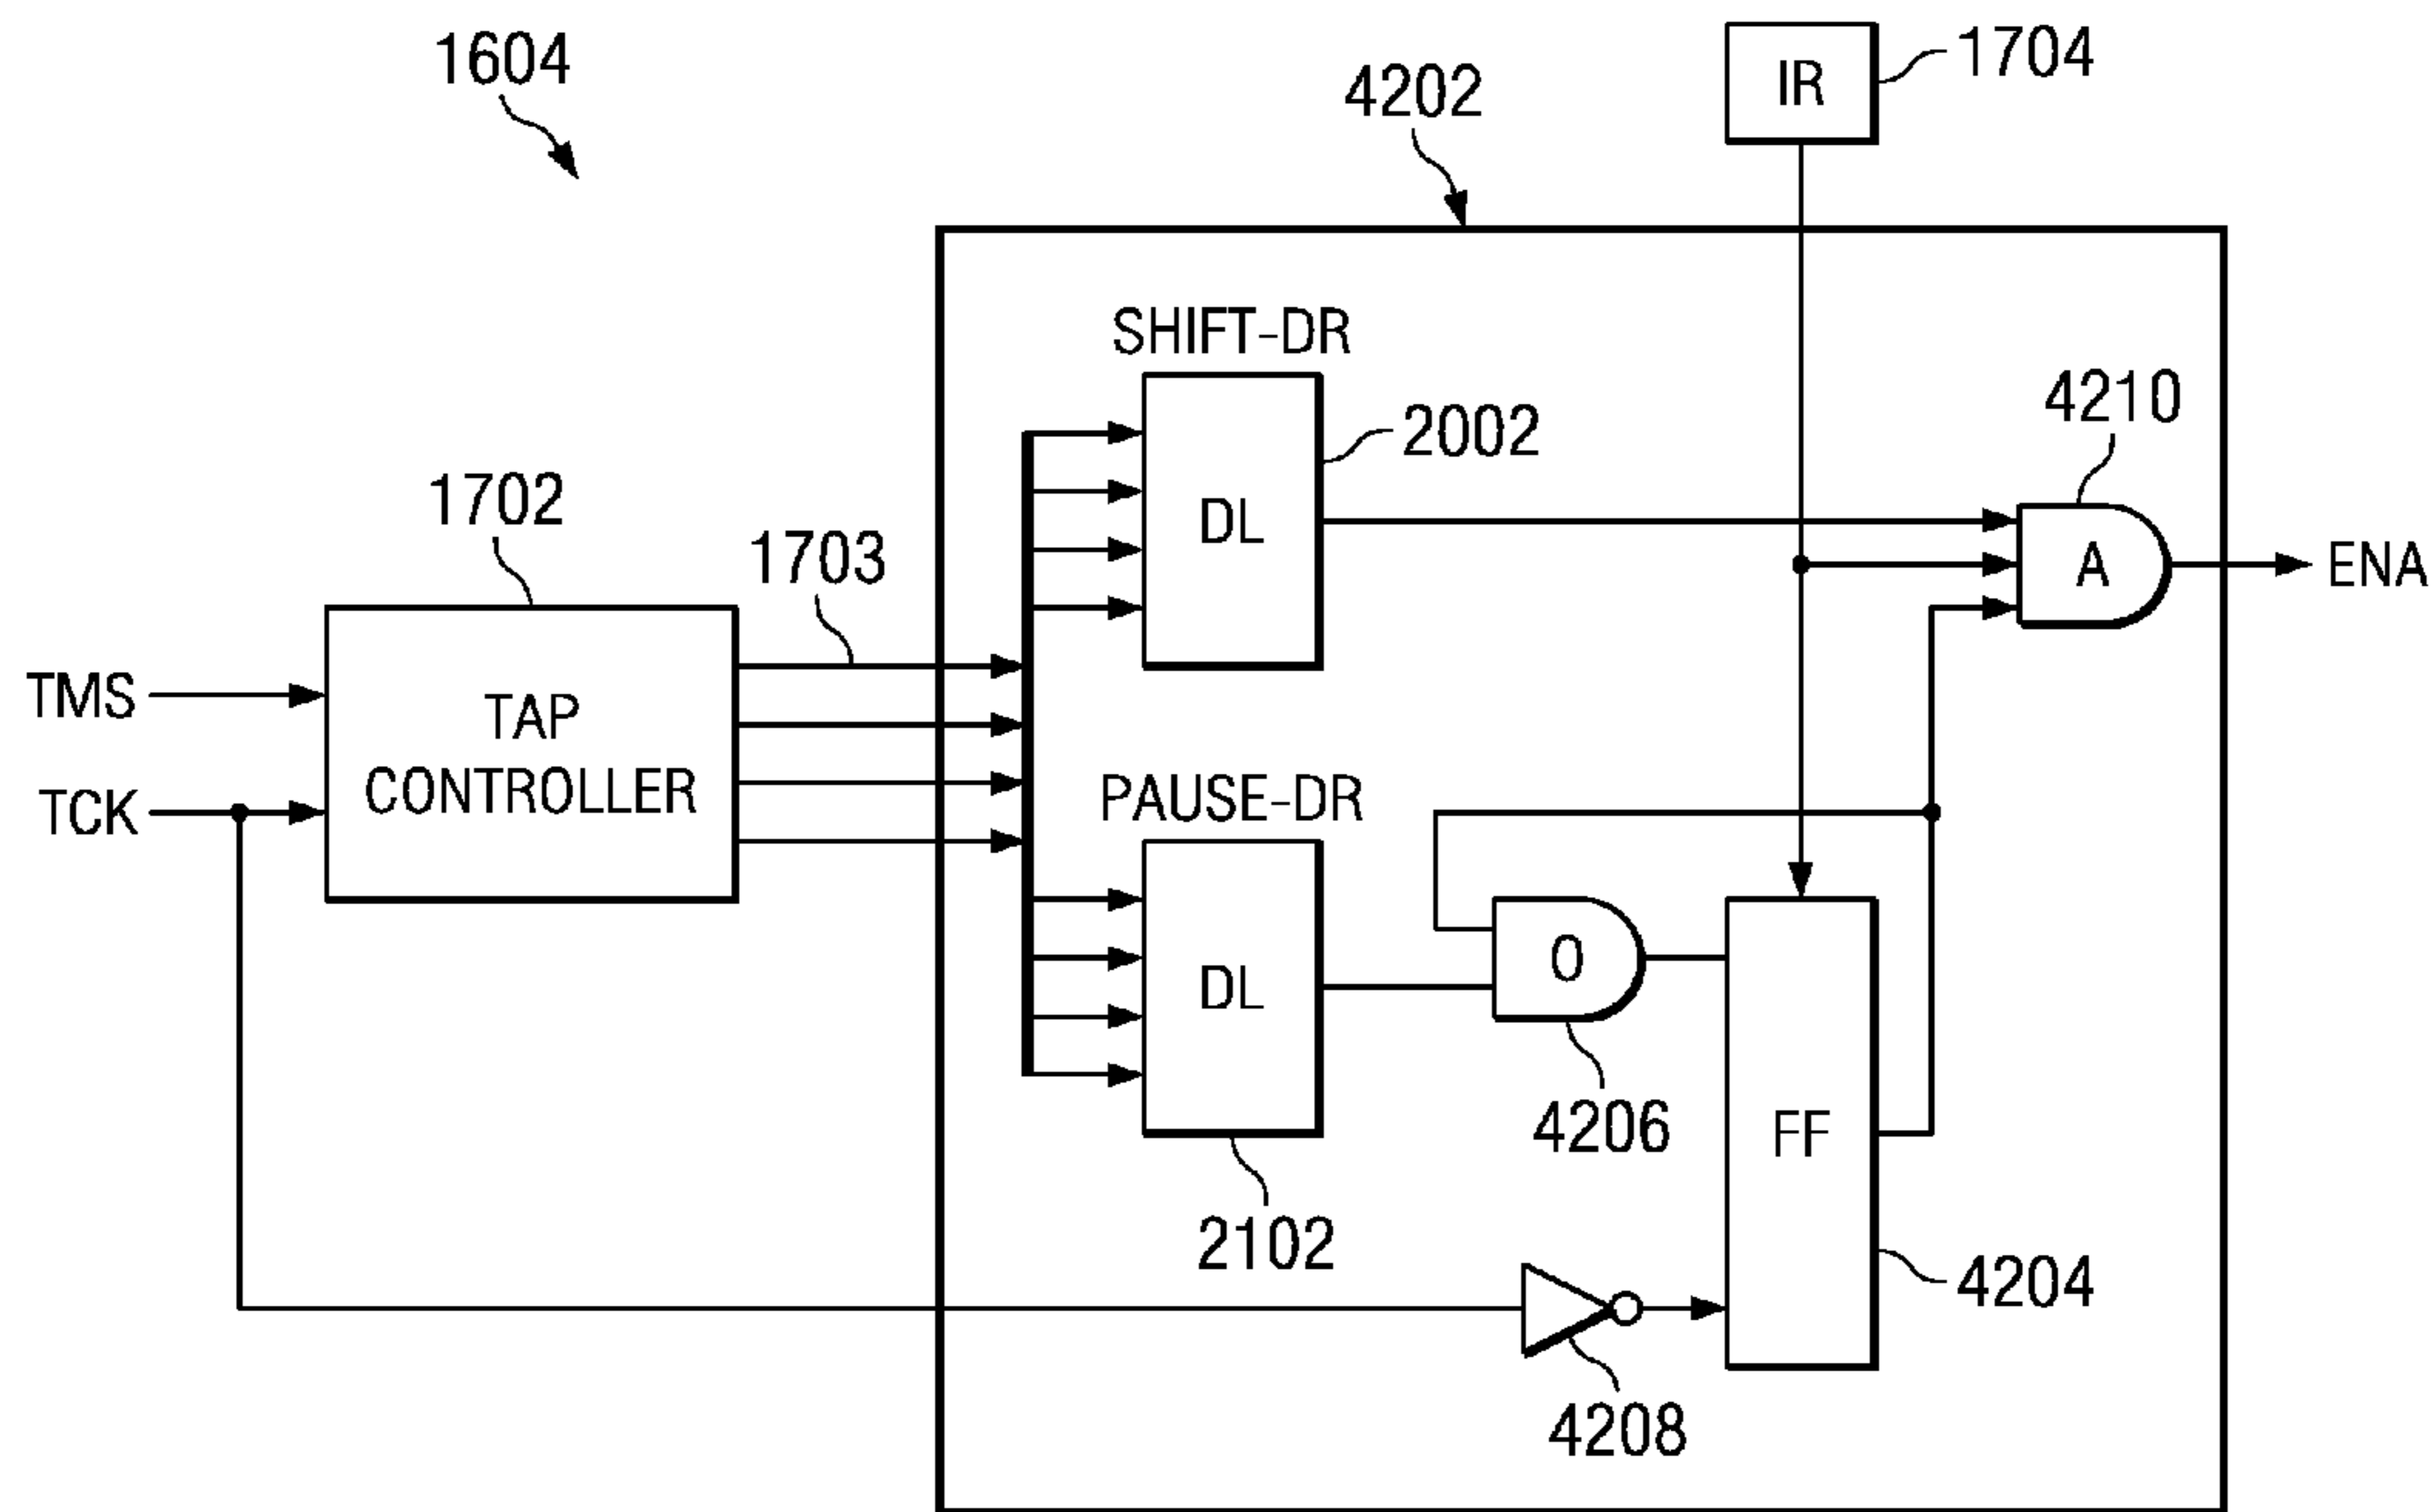 1604
1704
IR
4202
SHIFT-DR
4210
2002
1702
DL
1703
A
ENA
TMS
TAP
CONTROLLER
PAUSE-DR
TCK
O
DL
4206
FF
2102
4204
4208